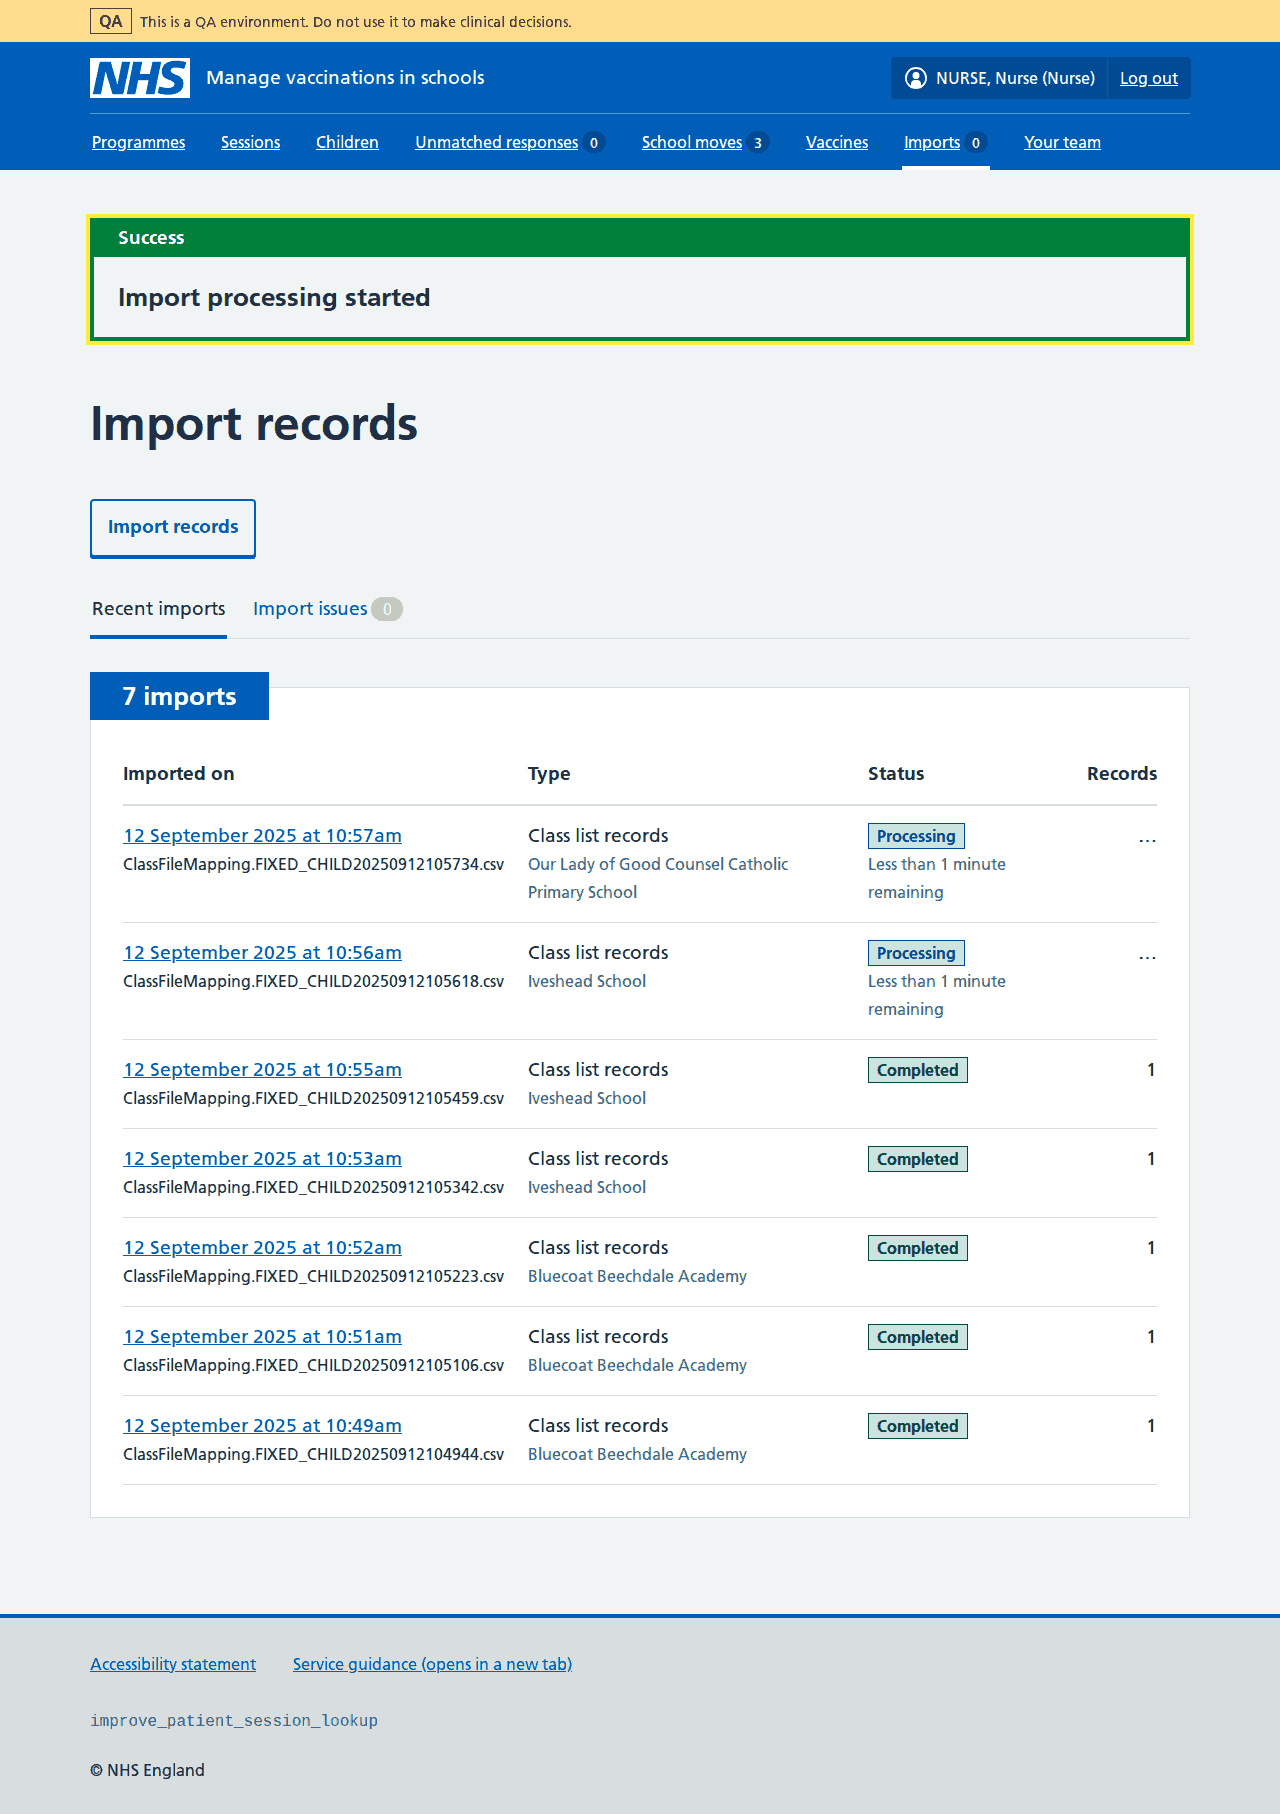 QA This is a QA environment. Do not use it to make clinical decisions.
NHS Manage vaccinations in schools NURSE, Nurse (Nurse) Log out
Programmes Sessions Children Unmatched responses 0 School moves 3 Vaccines Imports 0 Your team
Success
Import processing started
Import records
Import records
Recent imports Import issues 0
7 imports
Imported on Type Status Records
12 September 2025 at 10:57am Class list records Processing ...
ClassFileMapping.FIXED_CHILD20250912105734.csv Our Lady of Good Counsel Catholic Less than 1 minute
Primary School remaining
12 September 2025 at 10:56am Class list records Processing ...
ClassFileMapping.FIXED_CHILD20250912105618.csv Iveshead School Less than 1 minute
remaining
12 September 2025 at 10:55am Class list records Completed 1
ClassFileMapping.FIXED_CHILD20250912105459.csv Iveshead School
12 September 2025 at 10:53am Class list records Completed 1
ClassFileMapping.FIXED_CHILD20250912105342.csv Iveshead School
12 September 2025 at 10:52am Class list records Completed 1
ClassFileMapping.FIXED_CHILD20250912105223.csv Bluecoat Beechdale Academy
12 September 2025 at 10:51am Class list records Completed 1
ClassFileMapping.FIXED_CHILD20250912105106.csv Bluecoat Beechdale Academy
12 September 2025 at 10:49am Class list records Completed 1
ClassFileMapping.FIXED_CHILD20250912104944.csv Bluecoat Beechdale Academy
Accessibility statement Service guidance (opens in a new tab)
improve_patient_session_lookup
© NHS England